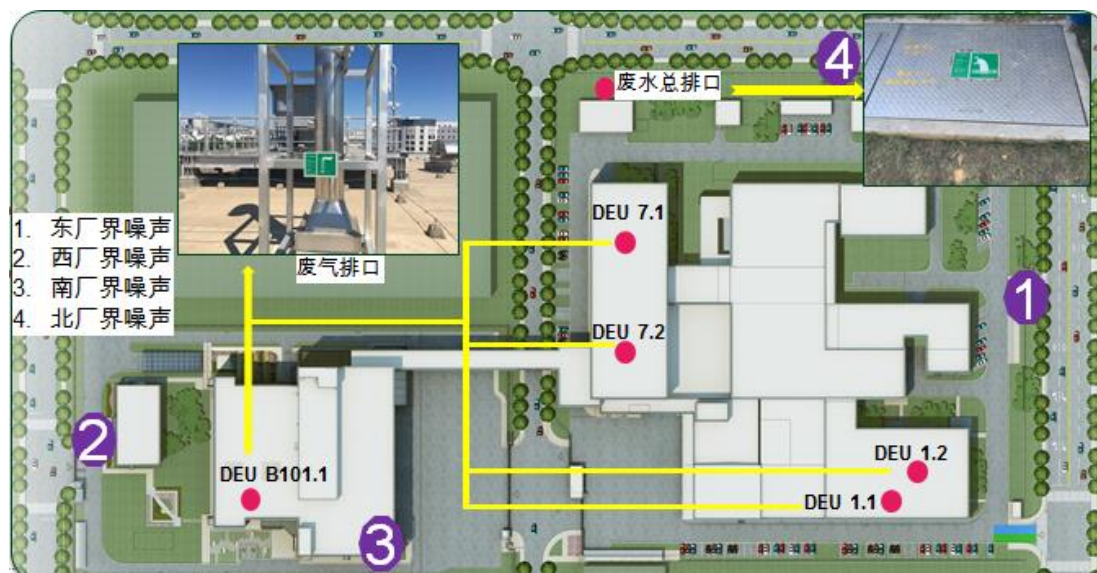 废水总排口
4
DEU 7.1
1. 东厂界噪声
2. 西厂界噪声
3. 南厂界噪声
4. 北厂界噪声
废气排口
1
DEU 7.2
2
DEU B101.1
DEU 1.2
DEU 1.1
3